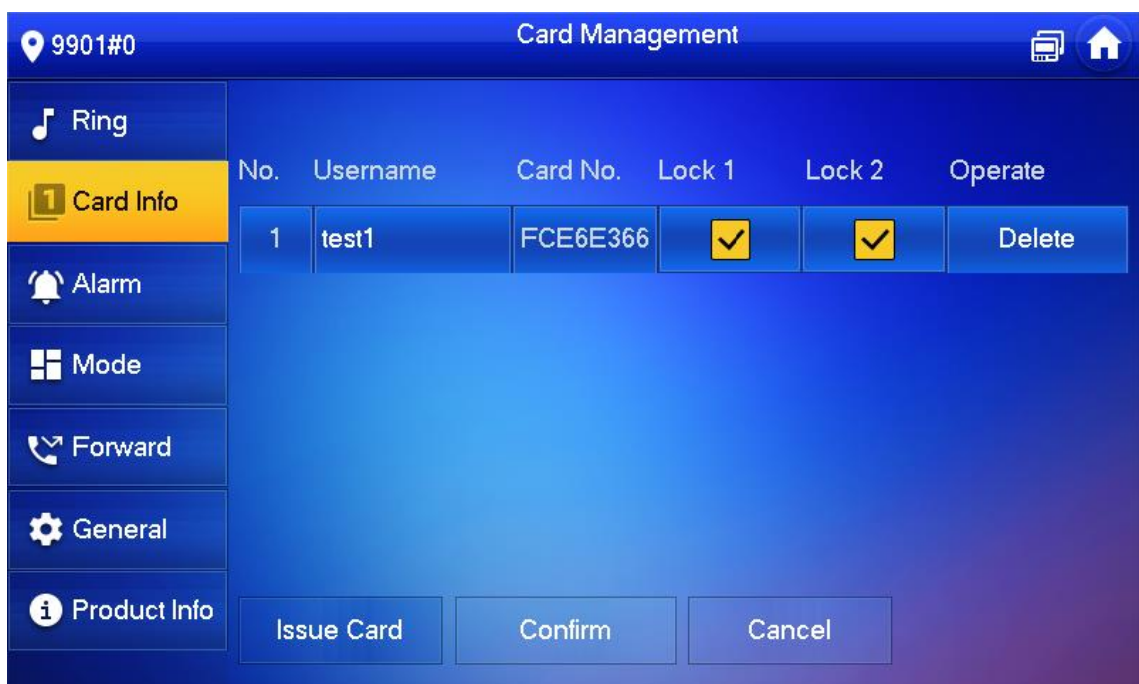 9901#0 Card Management
Ring
Card Info
Alarm
Mode
Forward
General
Product Info
No. Username Card No. Lock 1 Lock 2 Operate
1 test1 FCE6E366 Delete
Issue Card Confirm Cancel